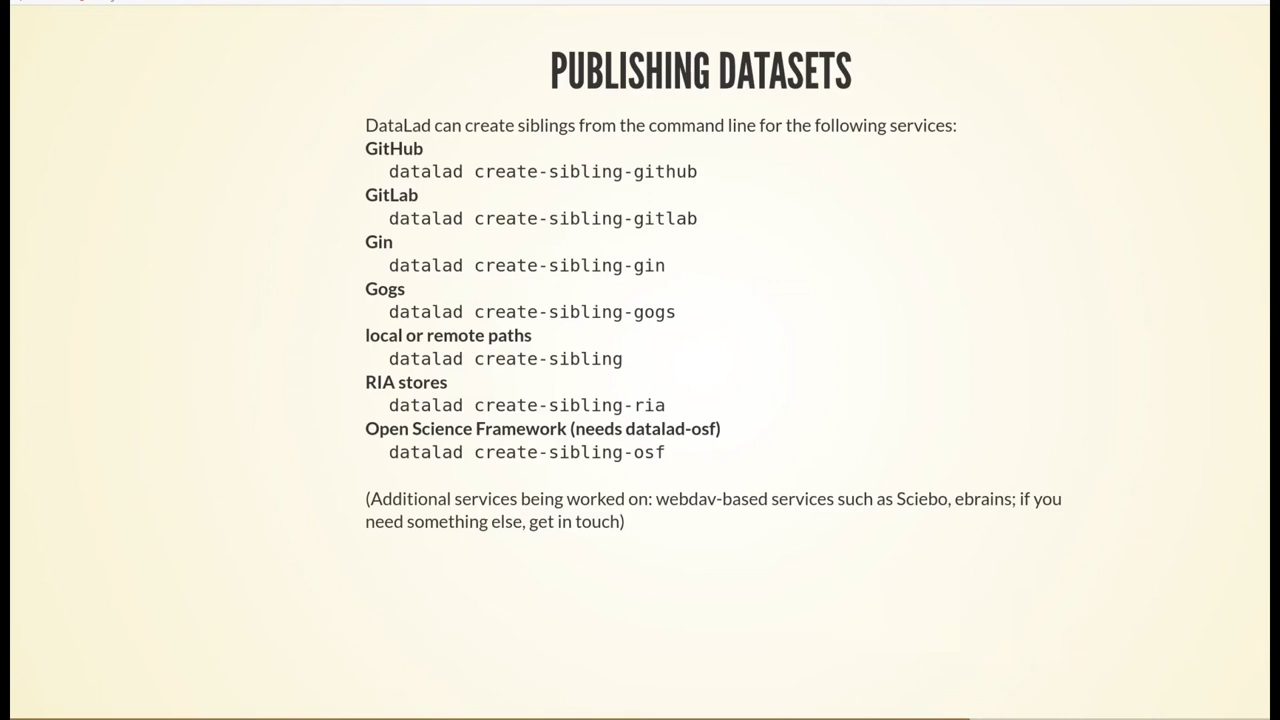 PUBLISHING DATASETS
DataLad can create siblings from the command line for the following services:
GitHub
datalad create-sibling-github
GitLab
datalad create-sibling-gitlab
Gin
datalad create-sibling-gin
Gogs
datalad create-sibling-gogs
local or remote paths
datalad create-sibling
RIA stores
datalad create-sibling-ria
Open Science Framework (needs datalad-osf)
datalad create-sibling-osf
(Additional services being worked on: webdav-based services such as Sciebo, ebrains; if you
need something else, get in touch)